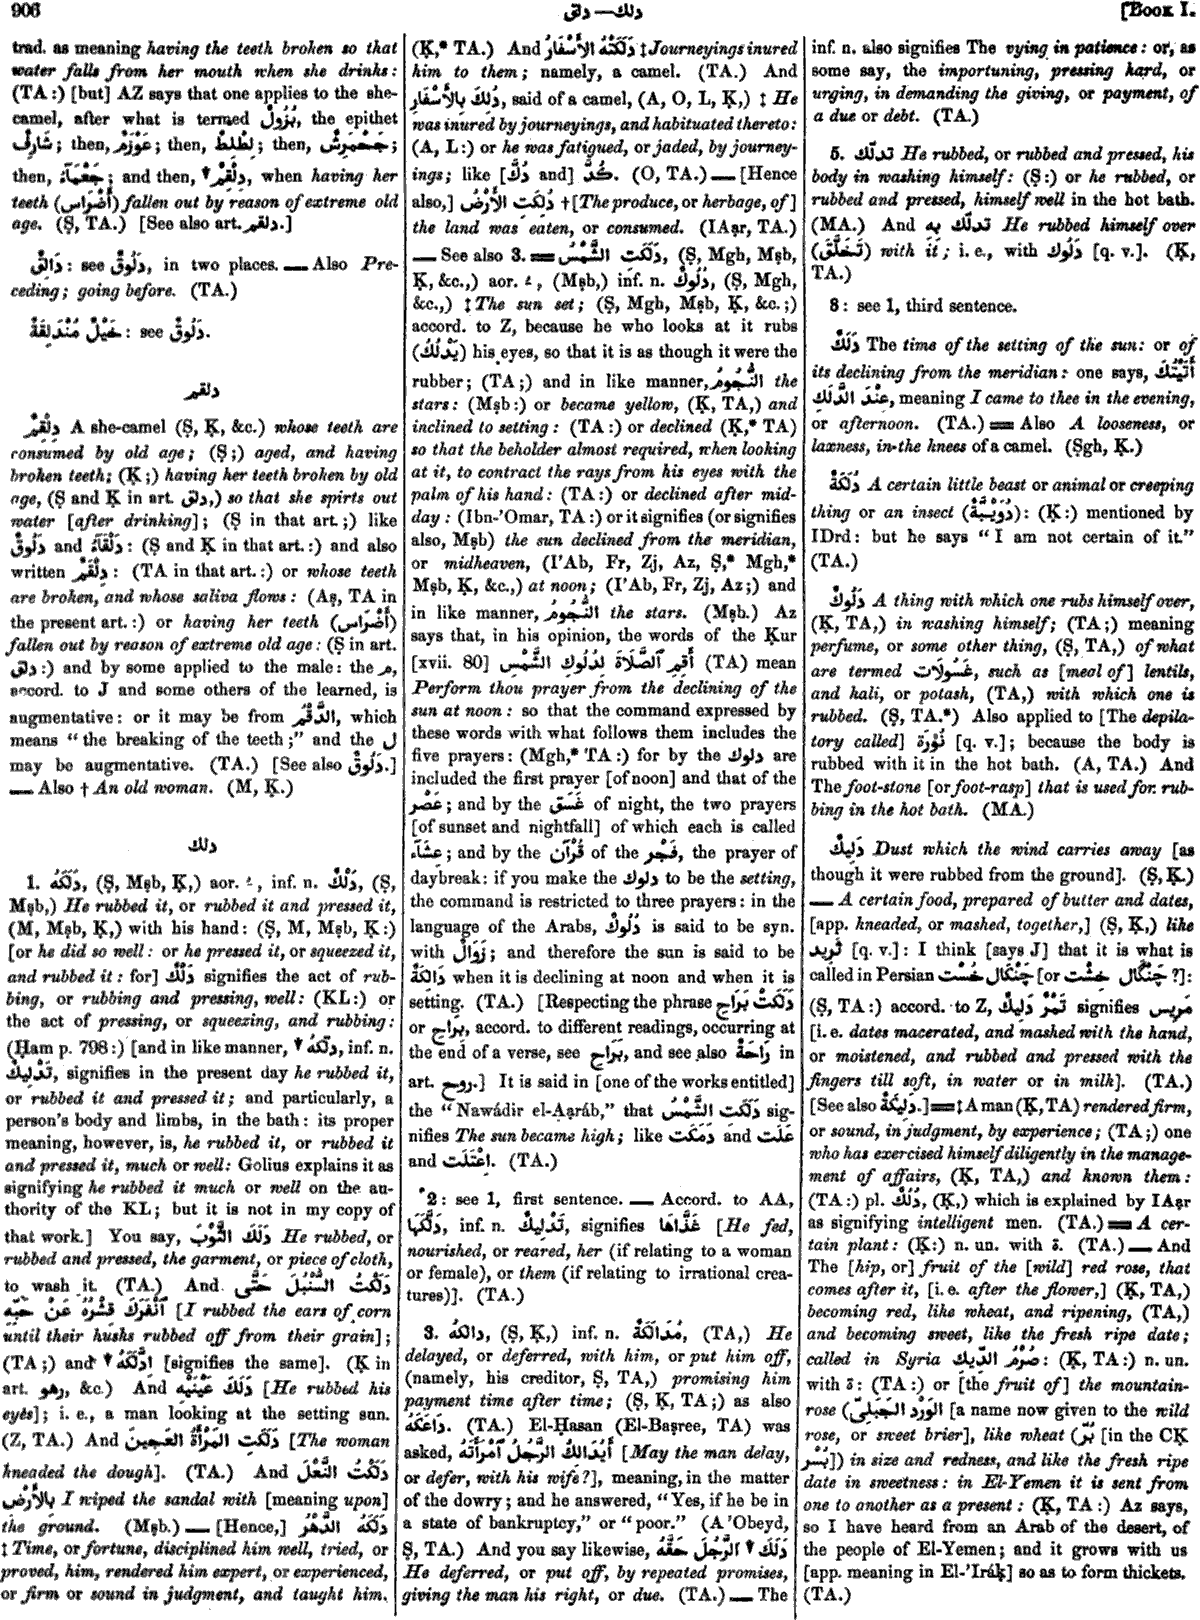 906
دلك—دلق
[Book I.
trad. as meaning having the teeth broken so that
water falls from her mouth when she drinks:
(TA:) [but] AZ says that one applies to the she-
camel, after what is termed بُزُول, the epithet
شَارِفٌ; then, عَوْزَمٌ; then, لِطْلِطٌ; then, جَحْمَرِشٌ;
then, جَعْمَآءُ; and then, ↓دِلْقِمٌ, when having her
teeth (أَضْرَاس) fallen out by reason of extreme old
age. (Ṣ, TA.) [See also art. دلقم.]
دَالِقٌ: see دَلُوقٌ, in two places. — Also Pre-
ceding; going before. (TA.)
خَيْلٌ مُنْدَلِقَةٌ: see دَلُوقٌ.
دلقم
دِلْقِمٌ A she-camel (Ṣ, Ḳ, &c.) whose teeth are
consumed by old age; (Ṣ;) aged, and having
broken teeth; (Ḳ;) having her teeth broken by old
age, (Ṣ and Ḳ in art. دلق,) so that she spirts out
water [after drinking]; (Ṣ in that art.;) like
دَلُوقٌ and دَلْقَآءُ: (Ṣ and Ḳ in that art.:) and also
written دِلْقَمٌ: (TA in that art.:) or whose teeth
are broken, and whose saliva flows: (Aṣ, TA in
the present art.:) or having her teeth (أَضْرَاس)
fallen out by reason of extreme old age: (Ṣ in art.
دلق:) and by some applied to the male: the م,
accord. to J and some others of the learned, is
augmentative: or it may be from الدَّقَمُ, which
means "the breaking of the teeth;" and the ل
may be augmentative. (TA.) [See also دَلُوقٌ.]
— Also † An old woman. (M, Ḳ.)
دلك
1. دَلَكَهُ, (Ṣ, Mṣb, Ḳ,) aor. ـُ, inf. n. دَلْكٌ, (Ṣ,
Mṣb,) He rubbed it, or rubbed it and pressed it,
(M, Mṣb, Ḳ,) with his hand: (Ṣ, M, Mṣb, Ḳ:)
[or he did so well: or he pressed it, or squeezed it,
and rubbed it: for] دَلْكٌ signifies the act of rub-
bing, or rubbing and pressing, well: (KL:) or
the act of pressing, or squeezing, and rubbing:
(Ḥam p. 798:) [and in like manner, ↓دلّكهُ, inf. n.
تَدْلِيكٌ, signifies in the present day he rubbed it,
or rubbed it and pressed it; and particularly, a
person's body and limbs, in the bath: its proper
meaning, however, is, he rubbed it, or rubbed it
and pressed it, much or well: Golius explains it as
signifying he rubbed it much or well on the au-
thority of the KL; but it is not in my copy of
that work.] You say, دَلَكَ الثَّوْبَ He rubbed, or
rubbed and pressed, the garment, or piece of cloth,
to wash it. (TA.) And دَلَكْتُ السُّنْبُلَ حَتَّى
ٱنْفَرَكَ قِشْرُهُ عَنْ حَبِّهِ [I rubbed the ears of corn
until their husks rubbed off from their grain];
(TA;) and ↓ادّلكهُ [signifies the same]. (Ḳ in
art. رهو, &c.) And دَلَكَ عَيْنَيْهِ [He rubbed his
eyes]; i. e., a man looking at the setting sun.
(Z, TA.) And دَلَكَتِ المَرْأَةُ العَجِينَ [The woman
kneaded the dough]. (TA.) And دَلَكْتُ النَّعْلَ
بِالأَرْضِ I wiped the sandal with [meaning upon]
the ground. (Mṣb.) — [Hence,] دَلَكَهُ الدَّهْرُ
‡ Time, or fortune, disciplined him well, tried, or
proved, him, rendered him expert, or experienced,
or firm or sound in judgment, and taught him.
(Ḳ,* TA.) And دَلَكَتْهُ الأَسْفَارُ ‡ Journeyings inured
him to them; namely, a camel. (TA.) And
دُلِكَ بِالأَسْفَارِ, said of a camel, (A, O, L, Ḳ,) ‡ He
was inured by journeyings, and habituated thereto:
(A, L:) or he was fatigued, or jaded, by journey-
ings; like [دُكَّ and] كُدَّ. (O, TA.) — [Hence
also,] دُلِكَتِ الأَرْضُ † [The produce, or herbage, of]
the land was eaten, or consumed. (IAạr, TA.)
— See also 3. = دَلَكَتِ الشَّمْسُ, (Ṣ, Mgh, Mṣb,
Ḳ, &c.,) aor. ـُ, (Mṣb,) inf. n. دُلُوكٌ, (Ṣ, Mgh,
&c.,) ‡ The sun set; (Ṣ, Mgh, Mṣb, Ḳ, &c.;)
accord. to Z, because he who looks at it rubs
(يَدْلُكُ) his eyes, so that it is as though it were the
rubber; (TA;) and in like manner, النُّجُومُ the
stars: (Mṣb:) or became yellow, (Ḳ, TA,) and
inclined to setting: (TA:) or declined (Ḳ,* TA)
so that the beholder almost required, when looking
at it, to contract the rays from his eyes with the
palm of his hand: (TA:) or declined after mid-
day: (Ibn-'Omar, TA:) or it signifies (or signifies
also, Mṣb) the sun declined from the meridian,
or midheaven, (I'Ab, Fr, Zj, Az, Ṣ,* Mgh,*
Mṣb, Ḳ, &c.,) at noon; (I'Ab, Fr, Zj, Az;) and
in like manner, النُّجُومُ the stars. (Mṣb.) Az
says that, in his opinion, the words of the Ḳur
[xvii. 80] أَقِمِ ٱلصَّلَاةَ لِدُلُوكِ الشَّمْسِ (TA) mean
Perform thou prayer from the declining of the
sun at noon: so that the command expressed by
these words with what follows them includes the
five prayers: (Mgh,* TA:) for by the دلوك are
included the first prayer [of noon] and that of the
عَصْر; and by the غَسَق of night, the two prayers
[of sunset and nightfall] of which each is called
عِشَآء; and by the قُرْآن of the فَجْر, the prayer of
daybreak: if you make the دلوك to be the setting,
the command is restricted to three prayers: in the
language of the Arabs, دُلُوكٌ is said to be syn.
with زَوَالٌ; and therefore the sun is said to be
دَالِكَةٌ when it is declining at noon and when it is
setting. (TA.) [Respecting the phrase دَلَكَتْ بَرَاحِ
or بِرَاحٍ, accord. to different readings, occurring at
the end of a verse, see بَرَاحِ, and see also رَاحَةٌ in
art. روح.] It is said in [one of the works entitled]
the "Nawádir el-Aạráb," that دَلَكَتِ الشَّمْسُ sig-
nifies The sun became high; like دَمَكَت and عَلَت
and اِعْتَلَت. (TA.)
2: see 1, first sentence. — Accord. to AA,
دَلَّكَهَا, inf. n. تَدْلِيكٌ, signifies غَذَّاهَا [He fed,
nourished, or reared, her (if relating to a woman
or female), or them (if relating to irrational crea-
tures)]. (TA.)
3. دالكهُ, (Ṣ, Ḳ,) inf. n. مُدَالَكَةٌ, (TA,) He
delayed, or deferred, with him, or put him off,
(namely, his creditor, Ṣ, TA,) promising him
payment time after time; (Ṣ, Ḳ, TA;) as also
دَاعَكَهُ. (TA.) El-Ḥasan (El-Baṣree, TA) was
asked, أَيُدَالِكُ الرَّجُلُ ٱمْرَأَتَهُ [May the man delay,
or defer, with his wife?], meaning, in the matter
of the dowry; and he answered, "Yes, if he be in
a state of bankruptcy," or "poor." (A'Obeyd,
Ṣ, TA.) And you say likewise, ↓دَلَكَ الرَّجُلَ حَقَّهُ
He deferred, or put off, by repeated promises,
giving the man his right, or due. (TA.) — The
inf. n. also signifies The vying in patience: or, as
some say, the importuning, pressing hard, or
urging, in demanding the giving, or payment, of
a due or debt. (TA.)
5. تدلّك He rubbed, or rubbed and pressed, his
body in washing himself: (Ṣ:) or he rubbed, or
rubbed and pressed, himself well in the hot bath.
(MA.) And تدلّك بِهِ He rubbed himself over
(تَخَلَّقَ) with it; i. e., with دَلُوك [q. v.]. (Ḳ,
TA.)
8: see 1, third sentence.
دَلَكٌ The time of the setting of the sun: or of
its declining from the meridian: one says, أَتَيْتُكَ
عِنْدَ الدَّلَكِ, meaning I came to thee in the evening,
or afternoon. (TA.) = Also A looseness, or
laxness, in the knees of a camel. (Ṣgh, Ḳ.)
دُلَكَةٌ A certain little beast or animal or creeping
thing or an insect (دُوَيْبَّةٌ): (Ḳ:) mentioned by
IDrd: but he says "I am not certain of it."
(TA.)
دَلُوكٌ A thing with which one rubs himself over,
(Ḳ, TA,) in washing himself; (TA;) meaning
perfume, or some other thing, (Ṣ, TA,) of what
are termed غَسُولَات, such as [meal of] lentils,
and kali, or potash, (TA,) with which one is
rubbed. (Ṣ, TA.*) Also applied to [The depila-
tory called] نُوْرَة [q. v.]; because the body is
rubbed with it in the hot bath. (A, TA.) And
The foot-stone [or foot-rasp] that is used for rub-
bing in the hot bath. (MA.)
دَلِيكٌ Dust which the wind carries away [as
though it were rubbed from the ground]. (Ṣ, Ḳ.)
— A certain food, prepared of butter and dates,
[app. kneaded, or mashed, together,] (Ṣ, Ḳ,) like
ثَرِيد [q. v.]: I think [says J] that it is what is
called in Persian چَنْگَال خُسْت [or چَنْگَال خِشْت ?]:
(Ṣ, TA:) accord. to Z, تَمْرٌ دَلِيكٌ signifies مَرِيس
[i. e. dates macerated, and mashed with the hand,
or moistened, and rubbed and pressed with the
fingers till soft, in water or in milk]. (TA.)
[See also دَلِيكَةٌ.] = ‡ A man (Ḳ, TA) rendered firm,
or sound, in judgment, by experience; (TA;) one
who has exercised himself diligently in the manage-
ment of affairs, (Ḳ, TA,) and known them:
(TA:) pl. دُلُكٌ, (Ḳ,) which is explained by IAạr
as signifying intelligent men. (TA.) = A cer-
tain plant: (Ḳ:) n. un. with ة. (TA.) — And
The [hip, or] fruit of the [wild] red rose, that
comes after it, [i. e. after the flower,] (Ḳ, TA,)
becoming red, like wheat, and ripening, (TA,)
and becoming sweet, like the fresh ripe date;
called in Syria صُرْمُ الدِّيكِ: (Ḳ, TA:) n. un.
with ة: (TA:) or [the fruit of] the mountain-
rose (الوَرْد الجَبَلِىّ [a name now given to the wild
rose, or sweet brier], like wheat (بُرّ [in the CḲ
بُسْر]) in size and redness, and like the fresh ripe
date in sweetness: in El-Yemen it is sent from
one to another as a present: (Ḳ, TA:) Az says,
so I have heard from an Arab of the desert, of
the people of El-Yemen; and it grows with us
[app. meaning in El-'Iráḳ] so as to form thickets.
(TA.)